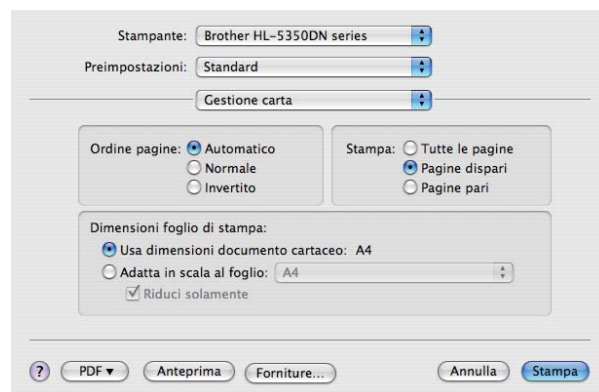 Stampante: Brother HL-5350DN series
Preimpostazioni: Standard
Gestione carta
Ordine pagine: Automatico
Normale
Invertito
Stampa: Tutte le pagine
Pagine dispari
Pagine pari
Dimensioni foglio di stampa:
Usa dimensioni documento cartaceo: A4
Adatta in scala al foglio: A4
Riduci solamente
? PDF▼ Anteprima Forniture... Annulla Stampa